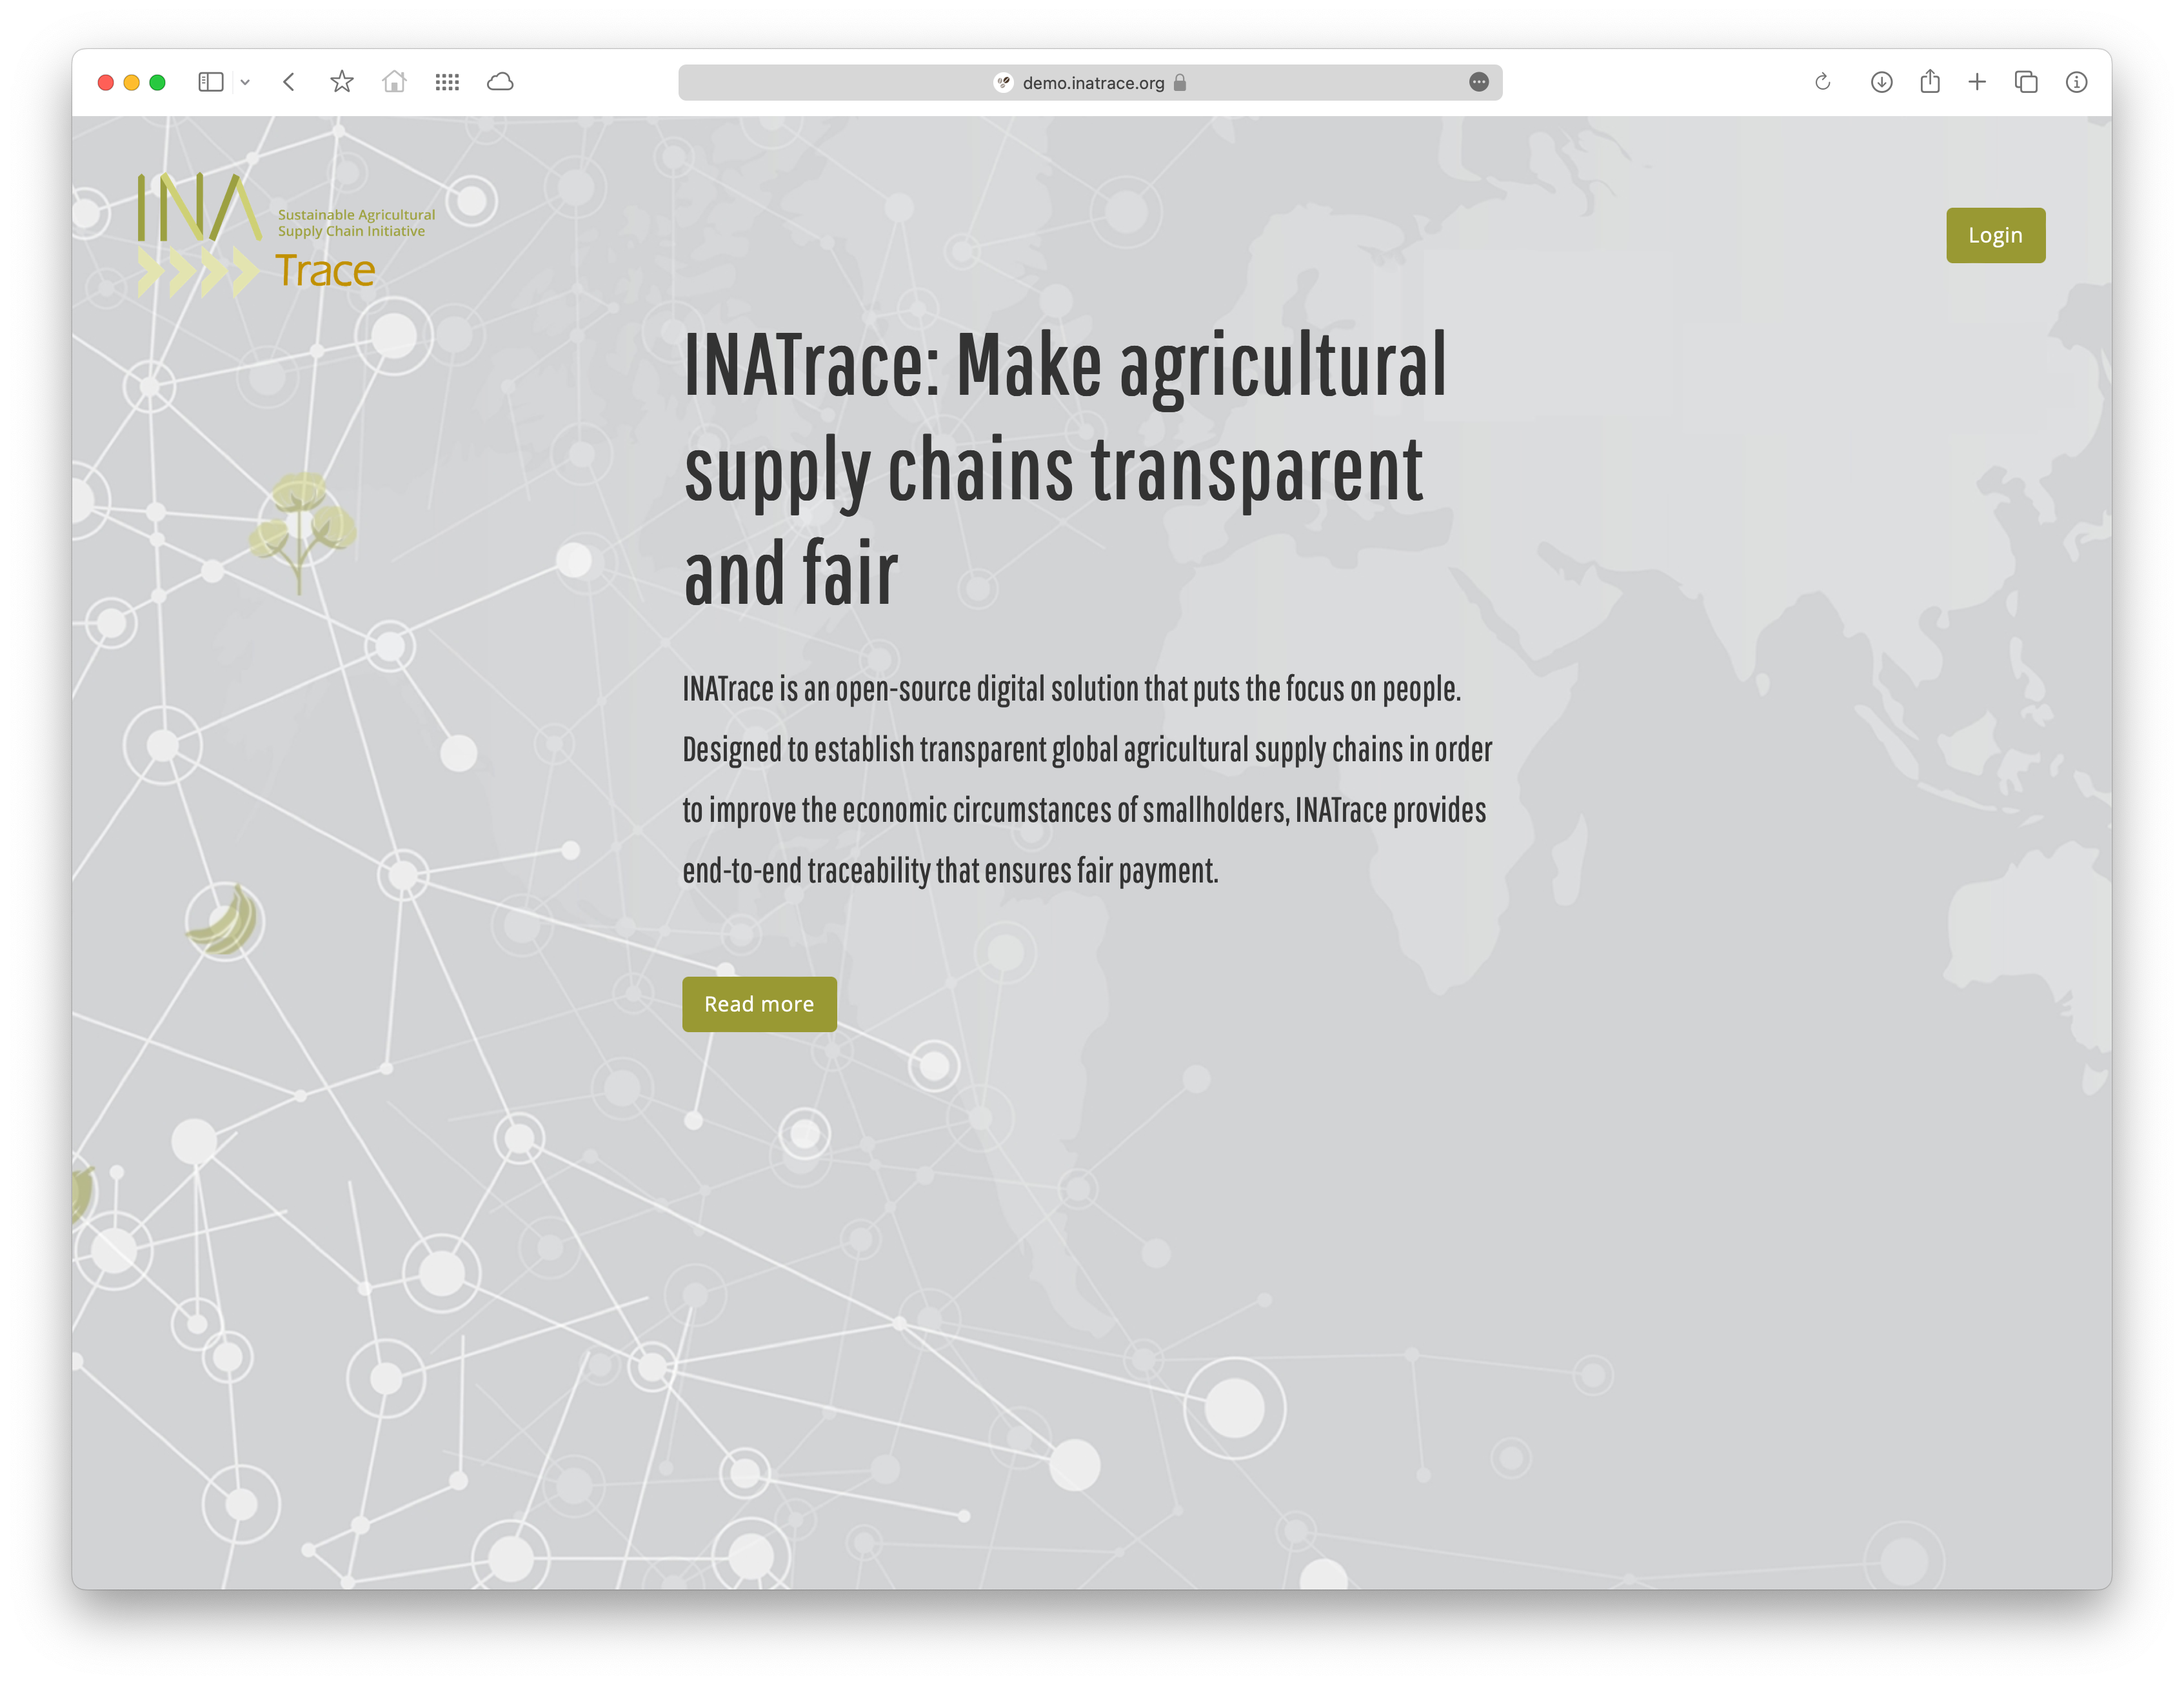 demo.inatrace.org
INA
Sustainable Agricultural
Supply Chain Initiative
Trace
Login
INATrace: Make agricultural
supply chains transparent
and fair
INATrace is an open-source digital solution that puts the focus on people.
Designed to establish transparent global agricultural supply chains in order
to improve the economic circumstances of smallholders, INATrace provides
end-to-end traceability that ensures fair payment.
Read more